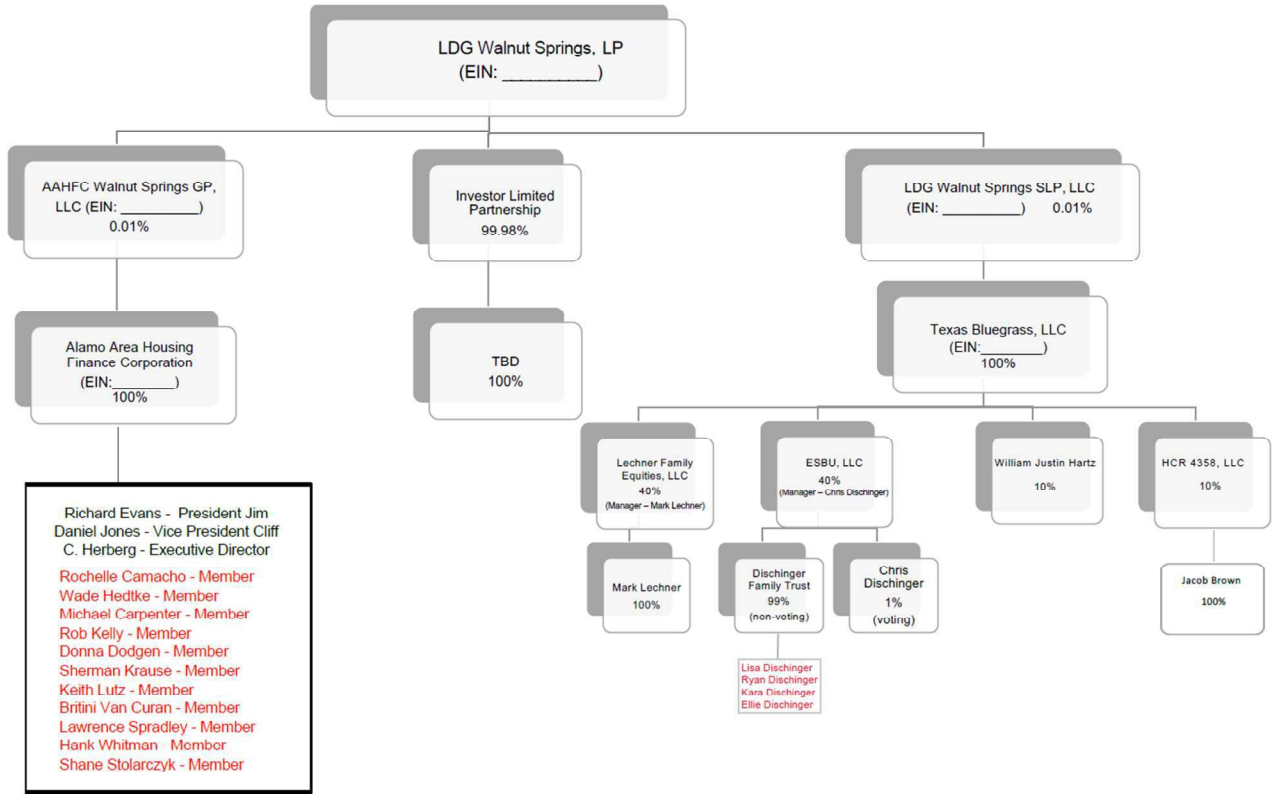 LDG Walnut Springs, LP
(EIN: __________)
AAHFC Walnut Springs GP,
LLC (EIN: _________)
0.01%
Investor Limited
Partnership
99.98%
LDG Walnut Springs SLP, LLC
(EIN: _________) 0.01%
Alamo Area Housing
Finance Corporation
(EIN:_______)
100%
TBD
100%
Texas Bluegrass, LLC
(EIN:_______)
100%
Lechner Family
Equities, LLC
40%
(Manager – Mark Lechner)
ESBU, LLC
40%
(Manager – Chris Dischinger)
William Justin Hartz
10%
HCR 4358, LLC
10%
Richard Evans - President Jim
Daniel Jones - Vice President Cliff
C. Herberg - Executive Director
Rochelle Camacho - Member
Wade Hedtke - Member
Michael Carpenter - Member
Rob Kelly - Member
Donna Dodgen - Member
Sherman Krause - Member
Keith Lutz - Member
Britini Van Curan - Member
Lawrence Spradley - Member
Hank Whitman - Member
Shane Stolarczyk - Member
Mark Lechner
100%
Dischinger
Family Trust
99%
(non-voting)
Chris
Dischinger
1%
(voting)
Jacob Brown
100%
Lisa Dischinger
Ryan Dischinger
Kara Dischinger
Ellie Dischinger